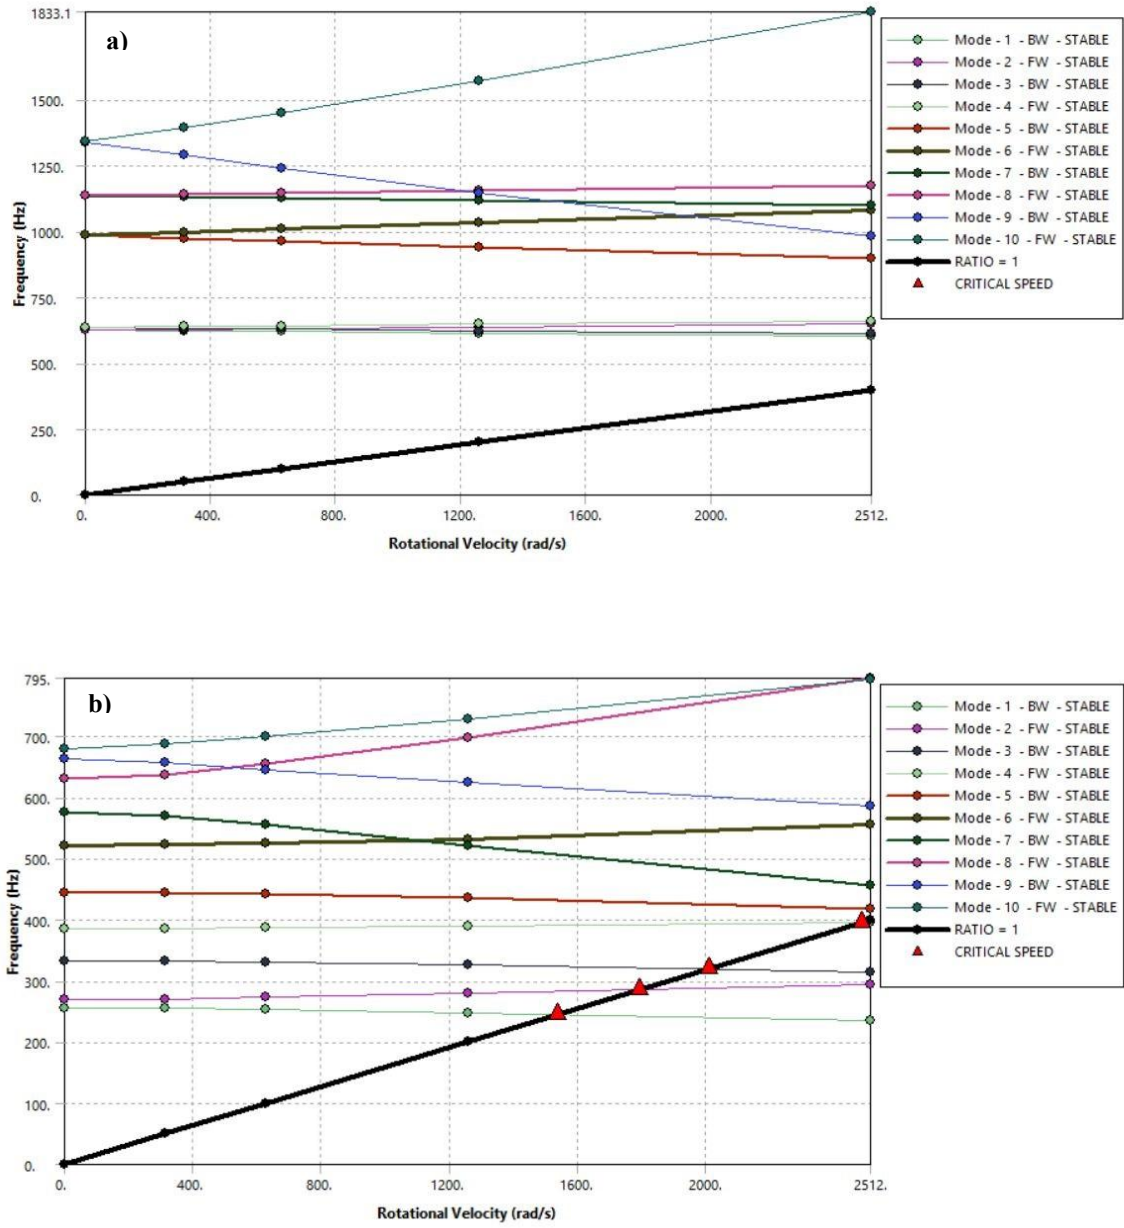 a)
1833.1
1500.
1250.
1000.
750.
500.
250.
0.
Frequency (Hz)
0. 400. 800. 1200. 1600. 2000. 2512.
Rotational Velocity (rad/s)
Mode - 1 - BW - STABLE
Mode - 2 - FW - STABLE
Mode - 3 - BW - STABLE
Mode - 4 - FW - STABLE
Mode - 5 - BW - STABLE
Mode - 6 - FW - STABLE
Mode - 7 - BW - STABLE
Mode - 8 - FW - STABLE
Mode - 9 - BW - STABLE
Mode - 10 - FW - STABLE
RATIO = 1
CRITICAL SPEED
b)
795.
700.
600.
500.
400.
300.
200.
100.
0.
Frequency (Hz)
0. 400. 800. 1200. 1600. 2000. 2512.
Rotational Velocity (rad/s)
Mode - 1 - BW - STABLE
Mode - 2 - FW - STABLE
Mode - 3 - BW - STABLE
Mode - 4 - FW - STABLE
Mode - 5 - BW - STABLE
Mode - 6 - FW - STABLE
Mode - 7 - BW - STABLE
Mode - 8 - FW - STABLE
Mode - 9 - BW - STABLE
Mode - 10 - FW - STABLE
RATIO = 1
CRITICAL SPEED